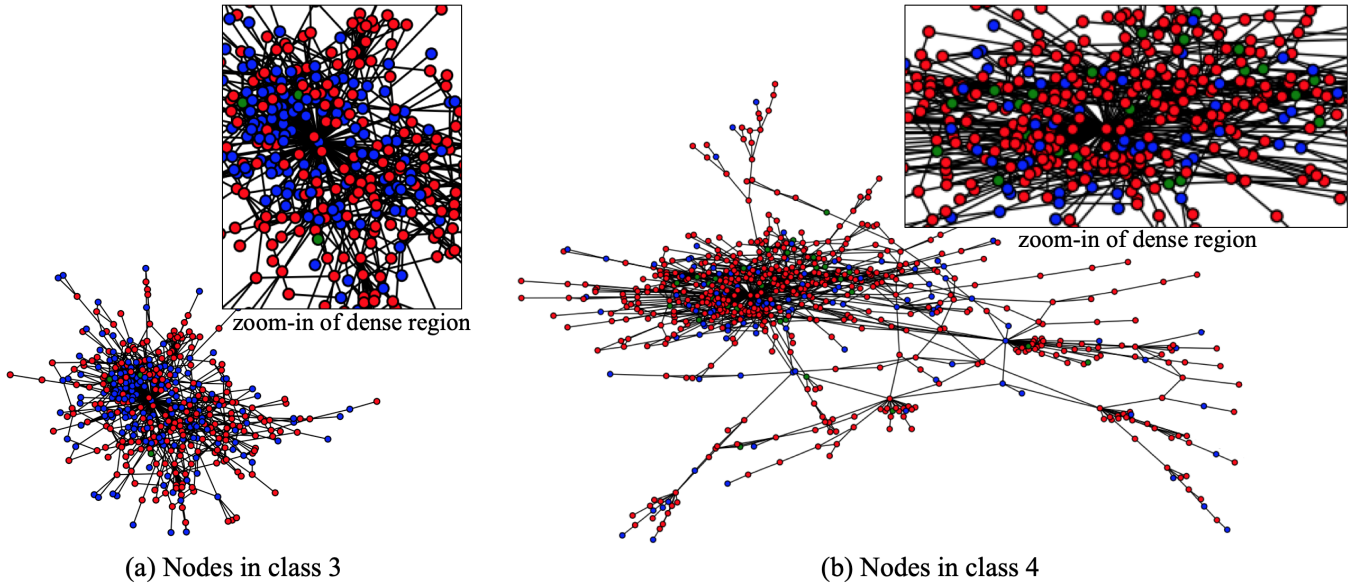 zoom-in of dense region
zoom-in of dense region
(a) Nodes in class 3
(b) Nodes in class 4